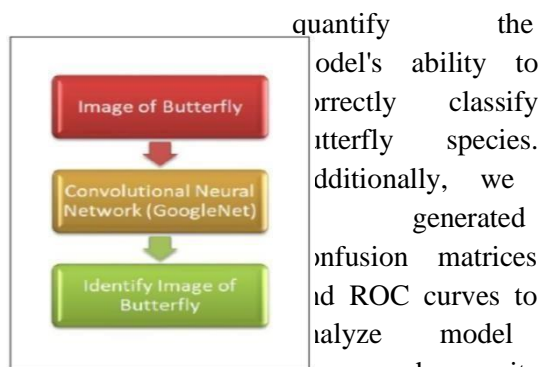 Image of Butterfly
Convolutional Neural
Network (GoogleNet)
Identify Image of
Butterfly
quantify the
ability to
classify
species.
we
generated
matrices
ROC curves to
model